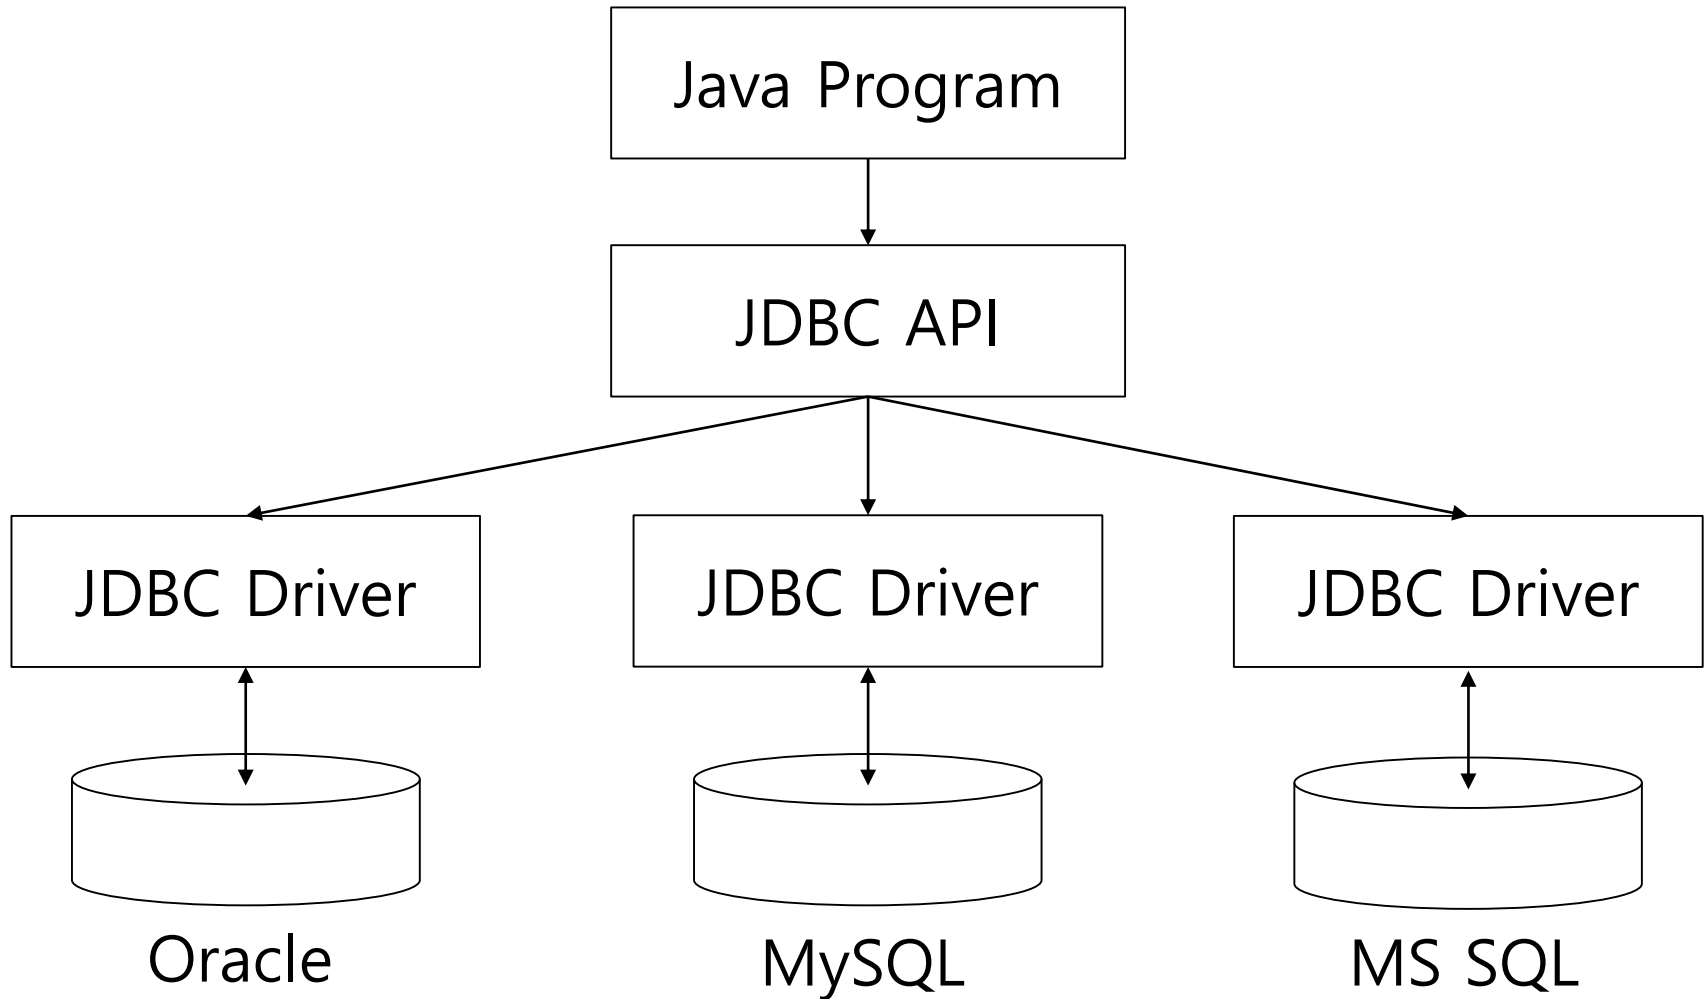 Java Program
JDBC API
JDBC Driver
JDBC Driver
JDBC Driver
Oracle
MySQL
MS SQL